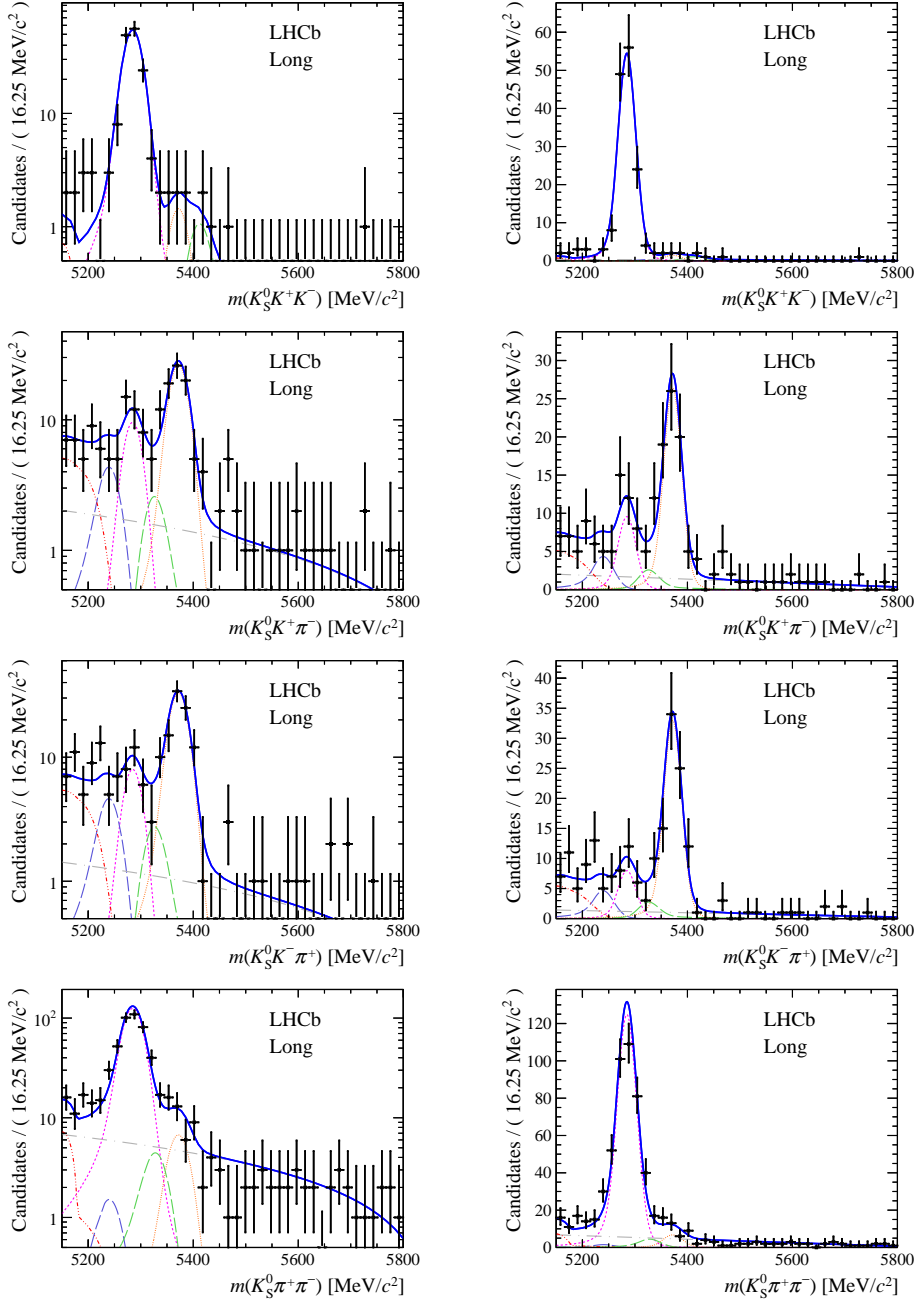 Candidates / ( 16.25 MeV/c²)
10
1
LHCb
Long
5200 5400 5600 5800
m(K⁰_S K⁺K⁻) [MeV/c²]
Candidates / ( 16.25 MeV/c²)
60
50
40
30
20
10
0
LHCb
Long
5200 5400 5600 5800
m(K⁰_S K⁺K⁻) [MeV/c²]
Candidates / ( 16.25 MeV/c²)
10
1
LHCb
Long
5200 5400 5600 5800
m(K⁰_S K⁺π⁻) [MeV/c²]
Candidates / ( 16.25 MeV/c²)
30
25
20
15
10
5
0
LHCb
Long
5200 5400 5600 5800
m(K⁰_S K⁺π⁻) [MeV/c²]
Candidates / ( 16.25 MeV/c²)
10
1
LHCb
Long
5200 5400 5600 5800
m(K⁰_S K⁻π⁺) [MeV/c²]
Candidates / ( 16.25 MeV/c²)
40
35
30
25
20
15
10
5
0
LHCb
Long
5200 5400 5600 5800
m(K⁰_S K⁻π⁺) [MeV/c²]
Candidates / ( 16.25 MeV/c²)
10²
10
1
LHCb
Long
5200 5400 5600 5800
m(K⁰_S π⁺π⁻) [MeV/c²]
Candidates / ( 16.25 MeV/c²)
120
100
80
60
40
20
0
LHCb
Long
5200 5400 5600 5800
m(K⁰_S π⁺π⁻) [MeV/c²]